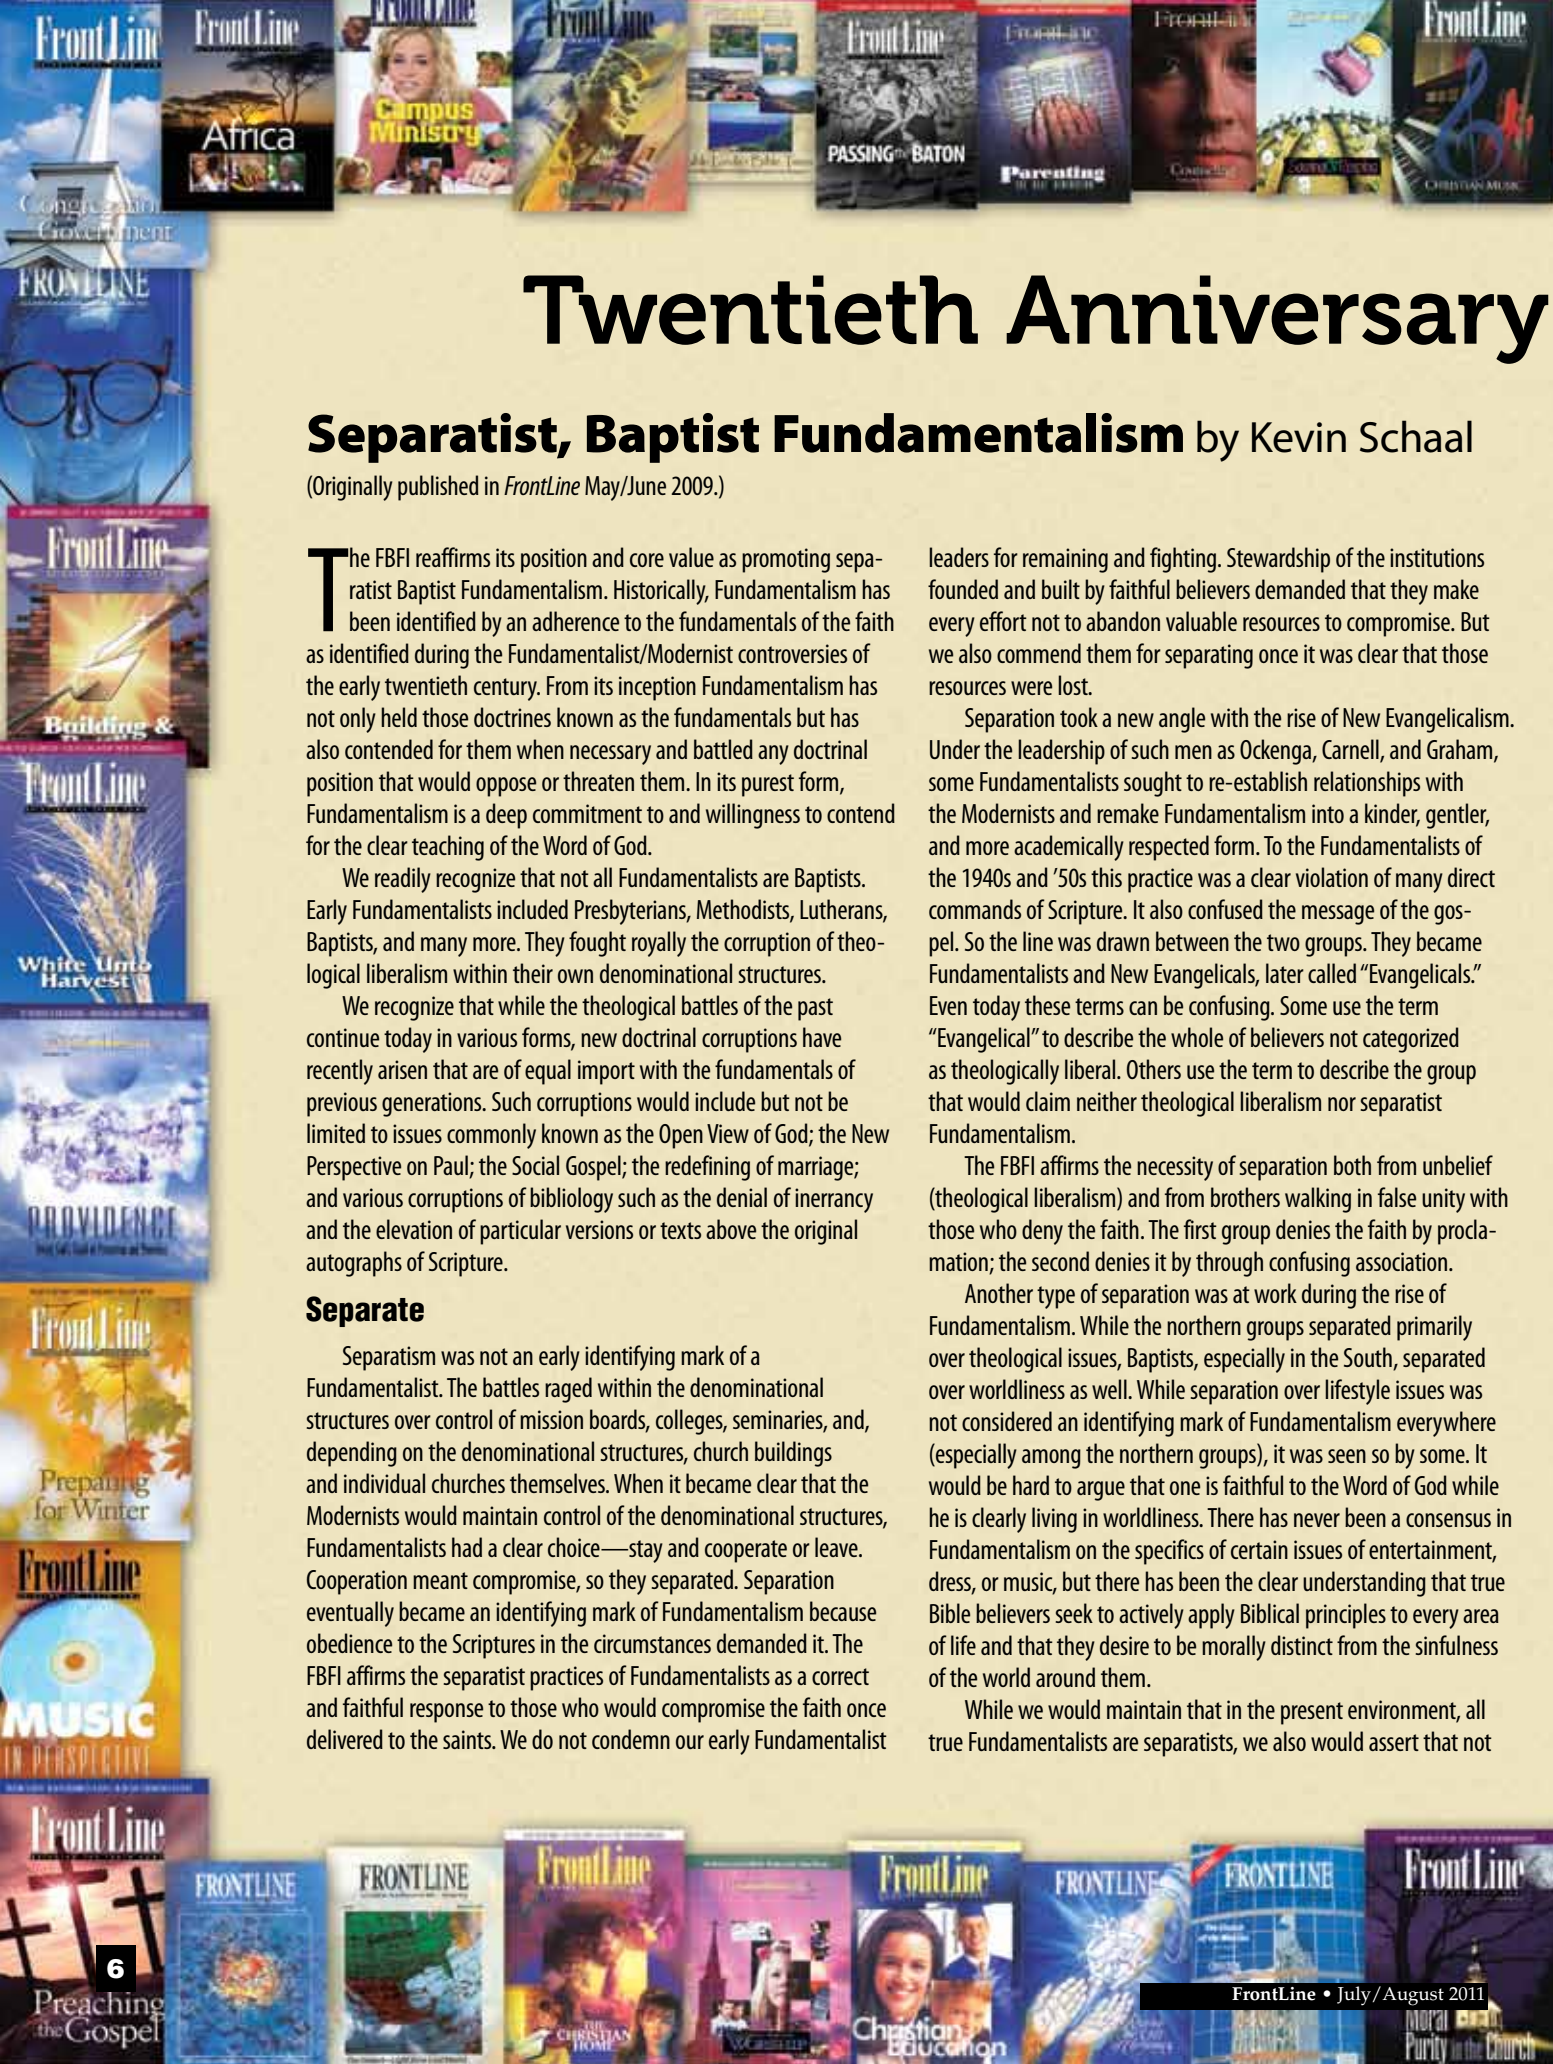 FrontLine
Congregational
Government
FrontLine
Africa
FrontLine
Campus
Ministry
FrontLine
FrontLine
PASSING the BATON
FrontLine
Parenting
FrontLine
FrontLine
CHRISTIAN MUSIC
FRONTLINE
FrontLine
Building &
FrontLine
White Unto
Harvest
PROVIDENCE
FrontLine
Preparing
for Winter
FrontLine
MUSIC
IN PERSPECTIVE
FrontLine
Preaching
the Gospel
Twentieth Anniversary
Separatist, Baptist Fundamentalism by Kevin Schaal
(Originally published in FrontLine May/June 2009.)
The FBFI reaffirms its position and core value as promoting sepa-
ratist Baptist Fundamentalism. Historically, Fundamentalism has
been identified by an adherence to the fundamentals of the faith
as identified during the Fundamentalist/Modernist controversies of
the early twentieth century. From its inception Fundamentalism has
not only held those doctrines known as the fundamentals but has
also contended for them when necessary and battled any doctrinal
position that would oppose or threaten them. In its purest form,
Fundamentalism is a deep commitment to and willingness to contend
for the clear teaching of the Word of God.
We readily recognize that not all Fundamentalists are Baptists.
Early Fundamentalists included Presbyterians, Methodists, Lutherans,
Baptists, and many more. They fought royally the corruption of theo-
logical liberalism within their own denominational structures.
We recognize that while the theological battles of the past
continue today in various forms, new doctrinal corruptions have
recently arisen that are of equal import with the fundamentals of
previous generations. Such corruptions would include but not be
limited to issues commonly known as the Open View of God; the New
Perspective on Paul; the Social Gospel; the redefining of marriage;
and various corruptions of bibliology such as the denial of inerrancy
and the elevation of particular versions or texts above the original
autographs of Scripture.
Separate
Separatism was not an early identifying mark of a
Fundamentalist. The battles raged within the denominational
structures over control of mission boards, colleges, seminaries, and,
depending on the denominational structures, church buildings
and individual churches themselves. When it became clear that the
Modernists would maintain control of the denominational structures,
Fundamentalists had a clear choice—stay and cooperate or leave.
Cooperation meant compromise, so they separated. Separation
eventually became an identifying mark of Fundamentalism because
obedience to the Scriptures in the circumstances demanded it. The
FBFI affirms the separatist practices of Fundamentalists as a correct
and faithful response to those who would compromise the faith once
delivered to the saints. We do not condemn our early Fundamentalist
leaders for remaining and fighting. Stewardship of the institutions
founded and built by faithful believers demanded that they make
every effort not to abandon valuable resources to compromise. But
we also commend them for separating once it was clear that those
resources were lost.
Separation took a new angle with the rise of New Evangelicalism.
Under the leadership of such men as Ockenga, Carnell, and Graham,
some Fundamentalists sought to re-establish relationships with
the Modernists and remake Fundamentalism into a kinder, gentler,
and more academically respected form. To the Fundamentalists of
the 1940s and ’50s this practice was a clear violation of many direct
commands of Scripture. It also confused the message of the gos-
pel. So the line was drawn between the two groups. They became
Fundamentalists and New Evangelicals, later called “Evangelicals.”
Even today these terms can be confusing. Some use the term
“Evangelical” to describe the whole of believers not categorized
as theologically liberal. Others use the term to describe the group
that would claim neither theological liberalism nor separatist
Fundamentalism.
The FBFI affirms the necessity of separation both from unbelief
(theological liberalism) and from brothers walking in false unity with
those who deny the faith. The first group denies the faith by procla-
mation; the second denies it by through confusing association.
Another type of separation was at work during the rise of
Fundamentalism. While the northern groups separated primarily
over theological issues, Baptists, especially in the South, separated
over worldliness as well. While separation over lifestyle issues was
not considered an identifying mark of Fundamentalism everywhere
(especially among the northern groups), it was seen so by some. It
would be hard to argue that one is faithful to the Word of God while
he is clearly living in worldliness. There has never been a consensus in
Fundamentalism on the specifics of certain issues of entertainment,
dress, or music, but there has been the clear understanding that true
Bible believers seek to actively apply Biblical principles to every area
of life and that they desire to be morally distinct from the sinfulness
of the world around them.
While we would maintain that in the present environment, all
true Fundamentalists are separatists, we also would assert that not
FRONTLINE
FRONTLINE
FrontLine
THE
CHRISTIAN
HOME
WORSHIP
FrontLine
Christian
Education
FRONTLINE
FRONTLINE
FrontLine
Moral
Purity in the Church
6
FrontLine • July/August 2011